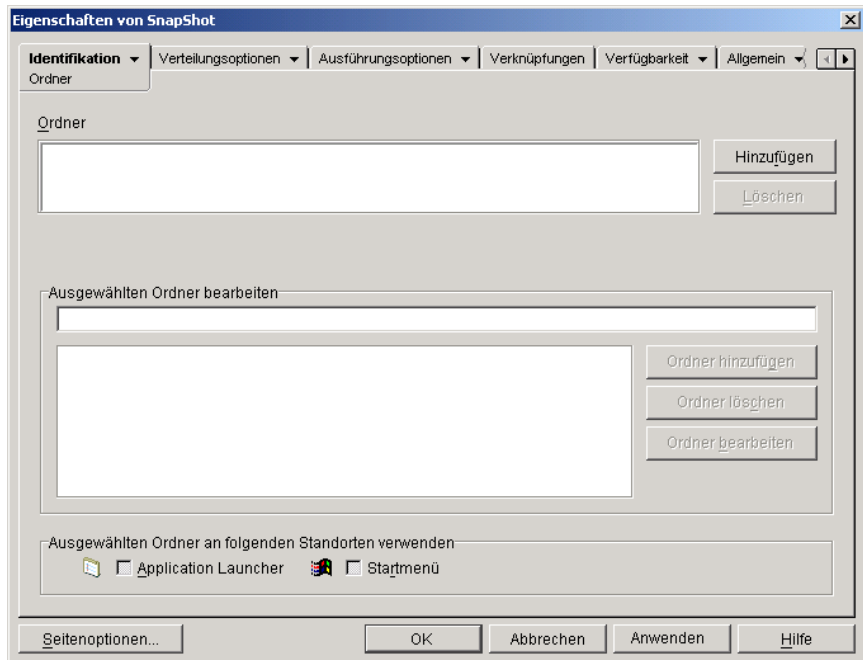 Eigenschaften von SnapShot
Identifikation Verteilungsoptionen Ausführungsoptionen Verknüpfungen Verfügbarkeit Allgemein
Ordner
Ordner
Hinzufügen
Löschen
Ausgewählten Ordner bearbeiten
Ordner hinzufügen
Ordner löschen
Ordner bearbeiten
Ausgewählten Ordner an folgenden Standorten verwenden
Application Launcher Startmenü
Seitenoptionen... OK Abbrechen Anwenden Hilfe